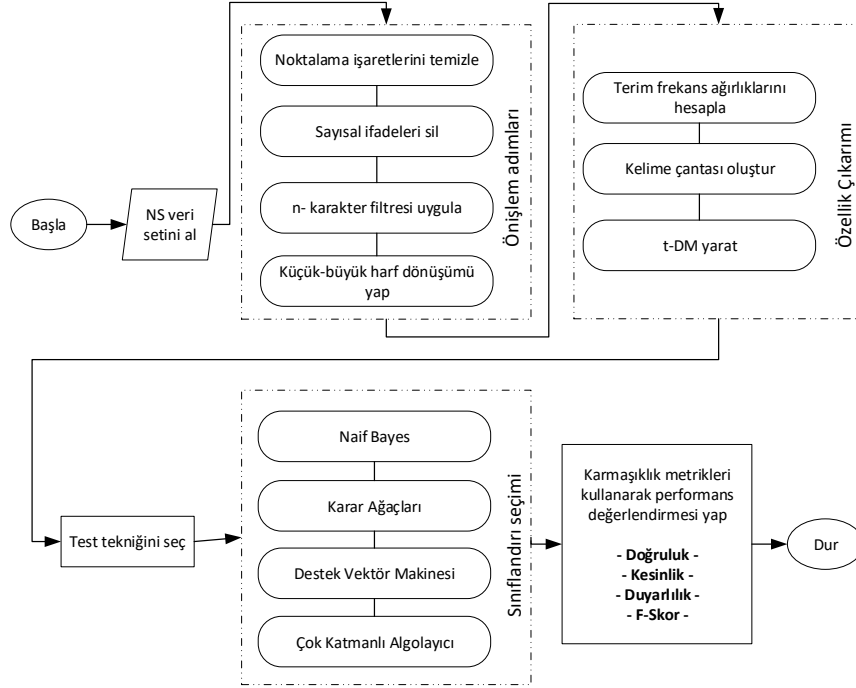 Başla
NS veri
setini al
Noktalama işaretlerini temizle
Sayısal ifadeleri sil
n- karakter filtresi uygula
Küçük-büyük harf dönüşümü
yap
Önişlem adımları
Terim frekans ağırlıklarını
hesapla
Kelime çantası oluştur
t-DM yarat
Özellik Çıkarımı
Test tekniğini seç
Naif Bayes
Karar Ağaçları
Destek Vektör Makinesi
Çok Katmanlı Algolayıcı
Sınıflandırı seçimi
Karmaşıklık metrikleri
kullanarak performans
değerlendirmesi yap
- Doğruluk -
- Kesinlik -
- Duyarlılık -
- F-Skor -
Dur